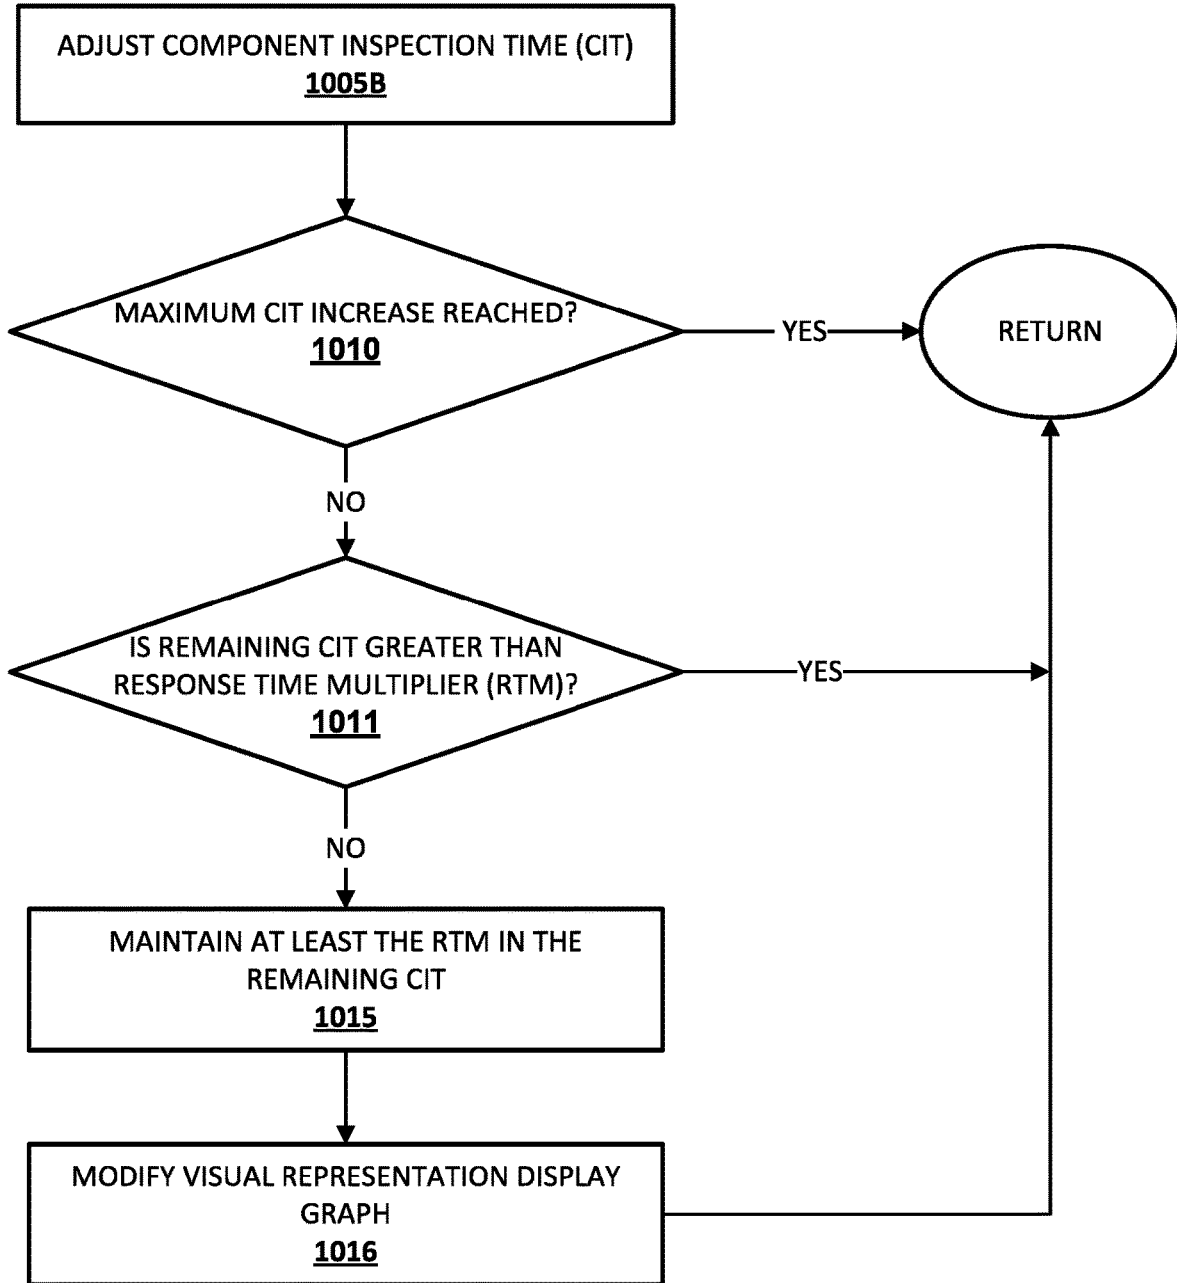 ADJUST COMPONENT INSPECTION TIME (CIT)
1005B
MAXIMUM CIT INCREASE REACHED?
1010
YES
RETURN
NO
IS REMAINING CIT GREATER THAN
RESPONSE TIME MULTIPLIER (RTM)?
1011
YES
NO
MAINTAIN AT LEAST THE RTM IN THE
REMAINING CIT
1015
MODIFY VISUAL REPRESENTATION DISPLAY
GRAPH
1016